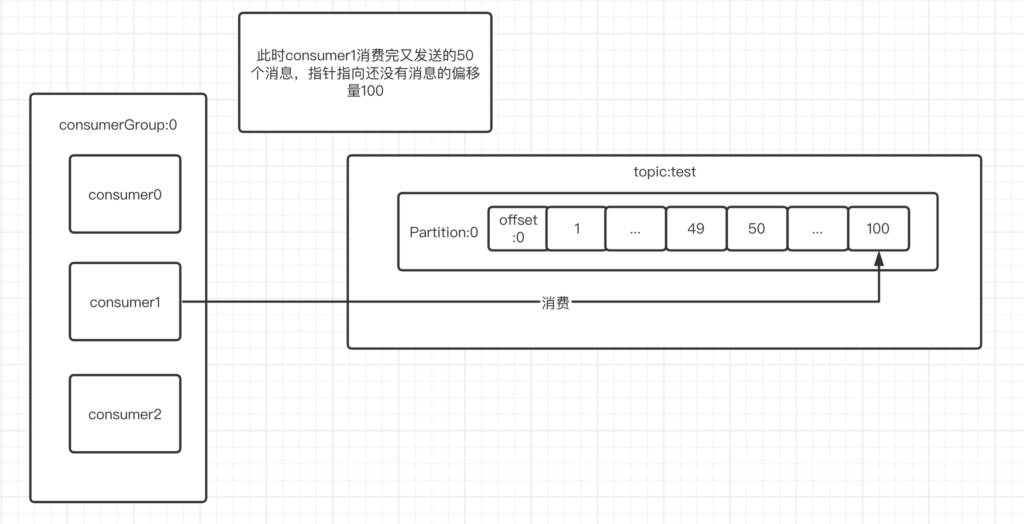 此时consumer1消费完又发送的50
个消息，指针指向还没有消息的偏移
量100
consumerGroup:0
consumer0
consumer1
consumer2
topic:test
Partition:0
offset
:0
1
...
49
50
...
100
消费